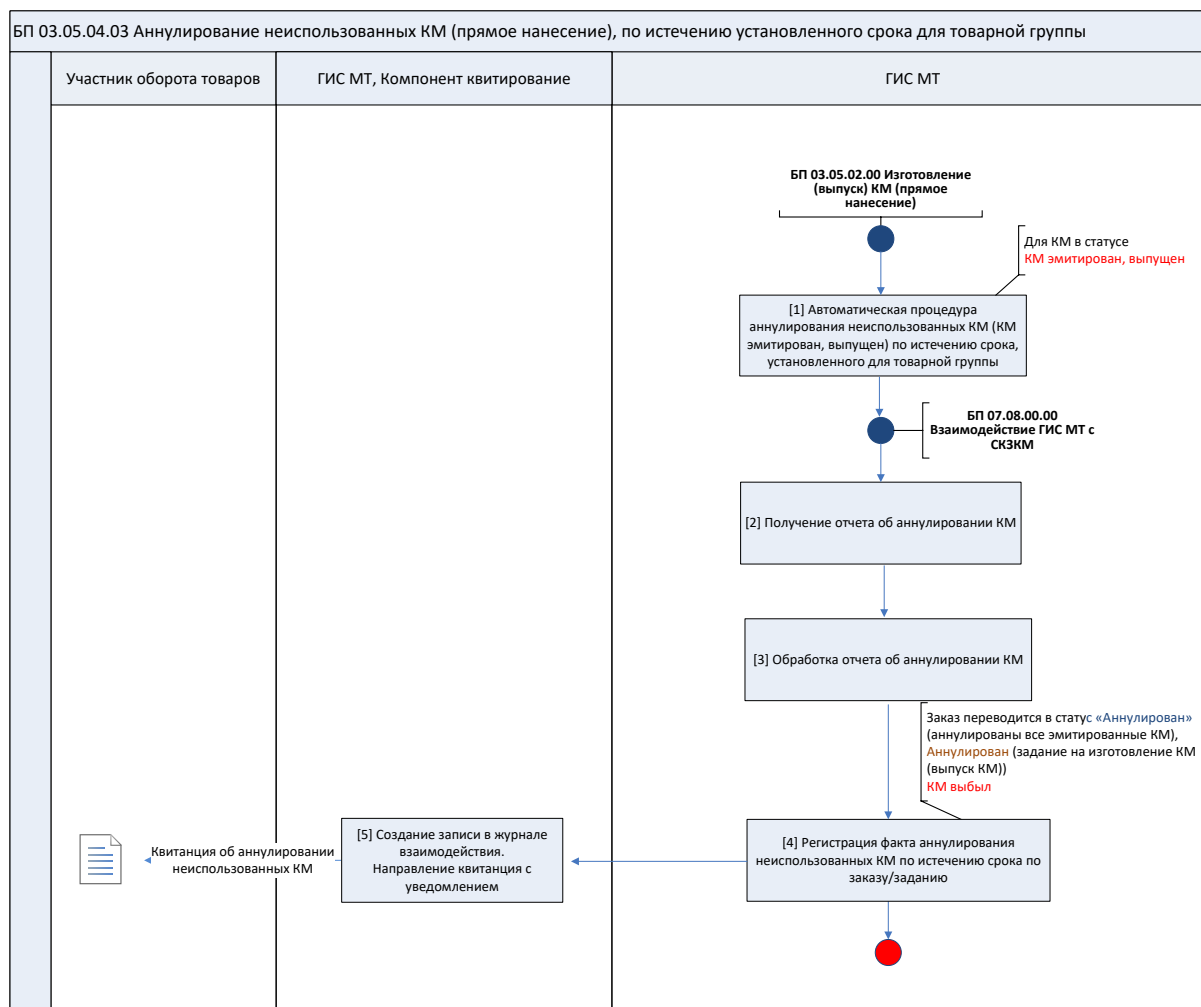 БП 03.05.04.03 Аннулирование неиспользованных КМ (прямое нанесение), по истечению установленного срока для товарной группы
Участник оборота товаров
ГИС МТ, Компонент квитирование
ГИС МТ
БП 03.05.02.00 Изготовление
(выпуск) КМ (прямое
нанесение)
Для КМ в статусе
КМ эмитирован, выпущен
[1] Автоматическая процедура
аннулирования неиспользованных КМ (КМ
эмитирован, выпущен) по истечению срока,
установленного для товарной группы
БП 07.08.00.00
Взаимодействие ГИС МТ с
СКЗКМ
[2] Получение отчета об аннулировании КМ
[3] Обработка отчета об аннулировании КМ
Заказ переводится в статус «Аннулирован»
(аннулированы все эмитированные КМ),
Аннулирован (задание на изготовление КМ
(выпуск КМ))
КМ выбыл
[4] Регистрация факта аннулирования
неиспользованных КМ по истечению срока по
заказу/заданию
[5] Создание записи в журнале
взаимодействия.
Направление квитанция с
уведомлением
Квитанция об аннулировании
неиспользованных КМ